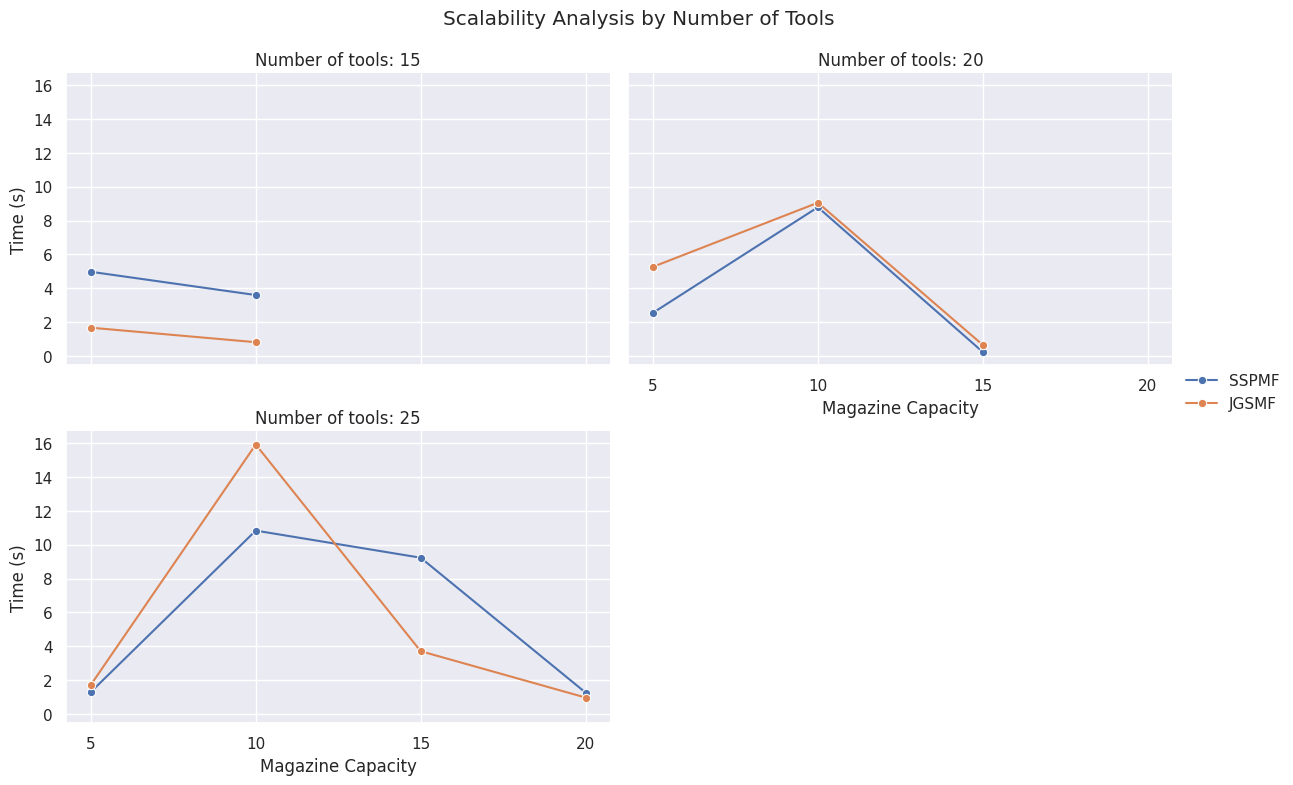 Scalability Analysis by Number of Tools
Number of tools: 15
16
14
12
10
8
6
4
2
0
Time (s)
Number of tools: 20
5
10
15
20
Magazine Capacity
SSPMF
JGSMF
Number of tools: 25
16
14
12
10
8
6
4
2
0
Time (s)
5
10
15
20
Magazine Capacity